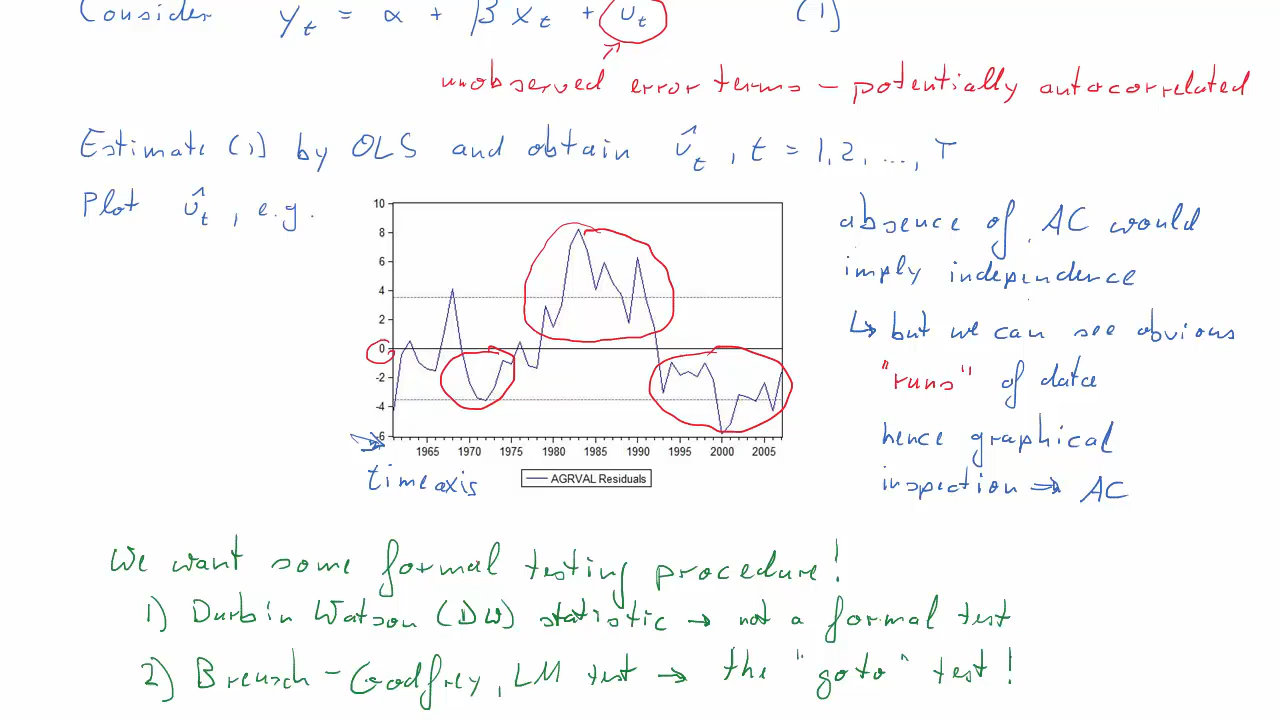 Consider y_t = α + β x_t + u_t (1)
unobserved error terms – potentially autocorrelated
Estimate (1) by OLS and obtain û_t, t = 1, 2, ..., T
Plot û_t, e.g.
10
8
6
4
2
0
-2
-4
-6
1965 1970 1975 1980 1985 1990 1995 2000 2005
AGRVAL Residuals
time axis
absence of AC would
imply independence
↳ but we can see obvious
"runs" of data
hence graphical
inspection → AC
We want some formal testing procedure!
1) Durbin Watson (DW) statistic → not a formal test
2) Breusch - Godfrey, LM test → the "goto" test!